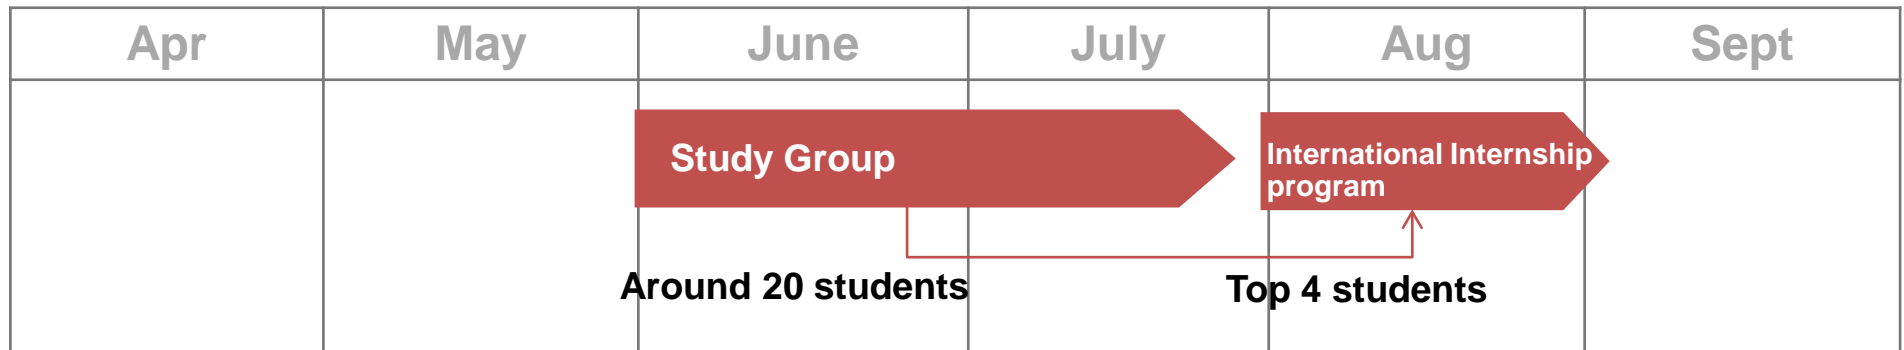 Apr May June July Aug Sept
Study Group
International Internship
program
Around 20 students
Top 4 students